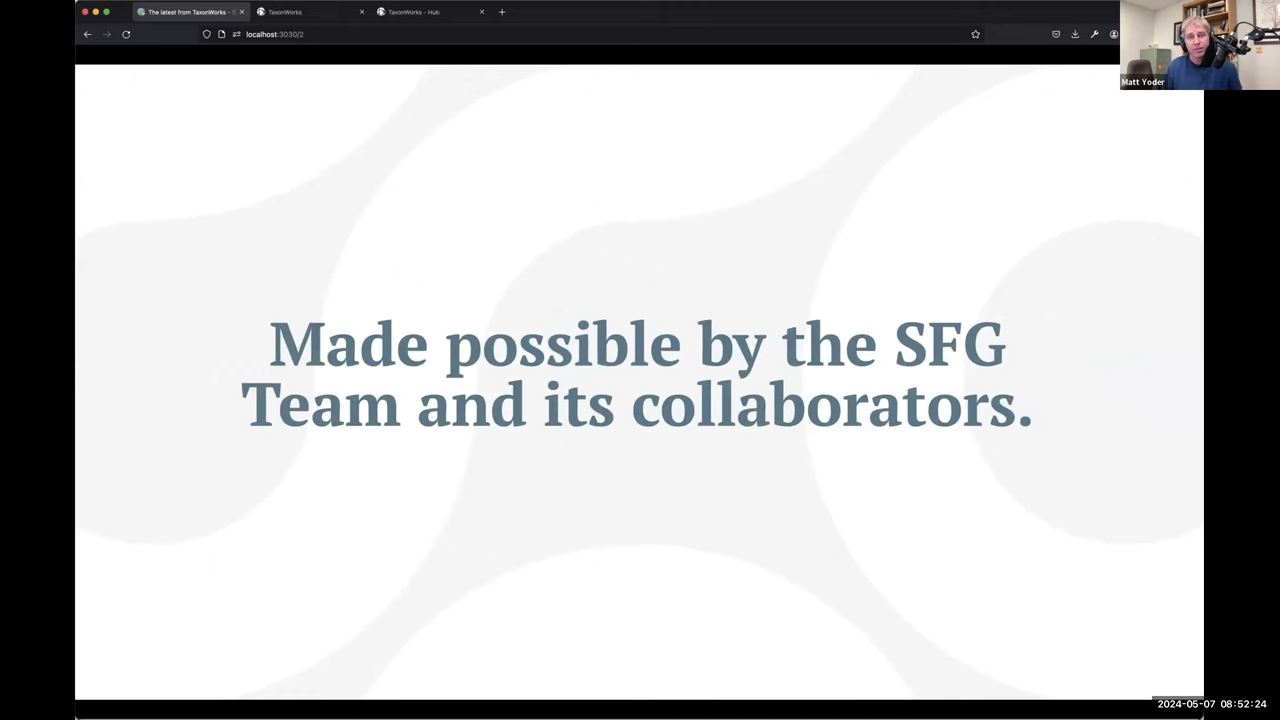 The latest from TaxonWorks -
TaxonWorks
TaxonWorks - Hub
localhost:3030/2
Matt Yoder
Made possible by the SFG
Team and its collaborators.
2024-05-07 08:52:24